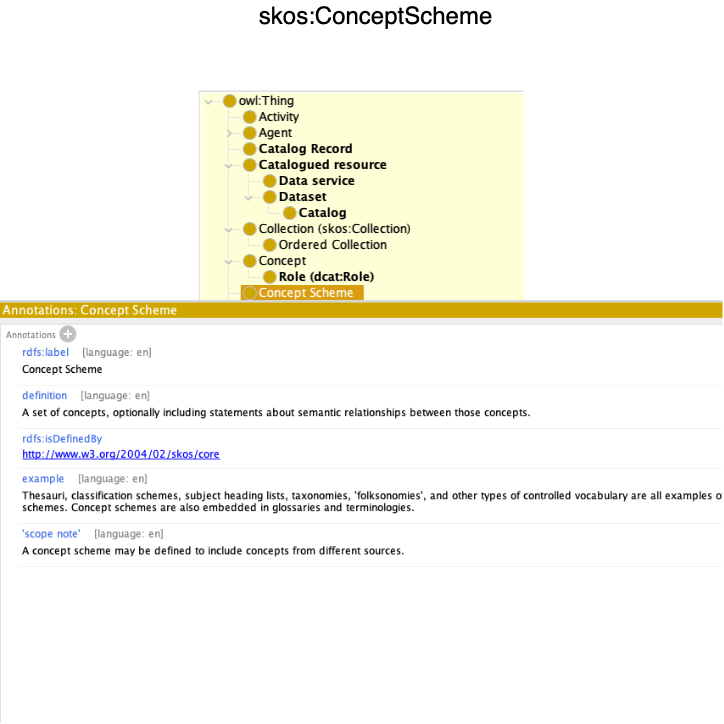 skos:ConceptScheme
owl:Thing
Activity
Agent
Catalog Record
Catalogued resource
Data service
Dataset
Catalog
Collection (skos:Collection)
Ordered Collection
Concept
Role (dcat:Role)
Concept Scheme
Annotations: Concept Scheme
Annotations
rdfs:label [language: en]
Concept Scheme
definition [language: en]
A set of concepts, optionally including statements about semantic relationships between those concepts.
rdfs:isDefinedBy
http://www.w3.org/2004/02/skos/core
example [language: en]
Thesauri, classification schemes, subject heading lists, taxonomies, 'folksonomies', and other types of controlled vocabulary are all examples
schemes. Concept schemes are also embedded in glossaries and terminologies.
'scope note' [language: en]
A concept scheme may be defined to include concepts from different sources.